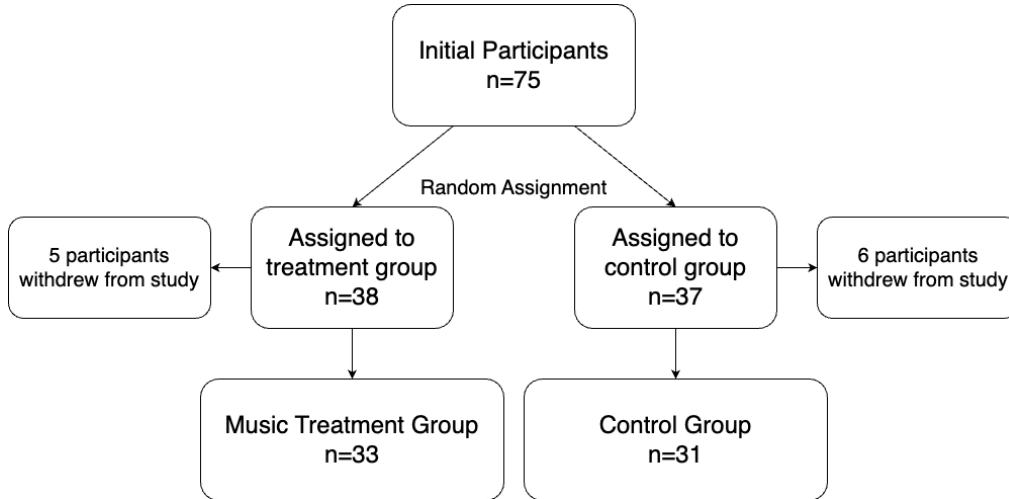 Initial Participants
n=75
Random Assignment
5 participants
withdrew from study
Assigned to
treatment group
n=38
Assigned to
control group
n=37
6 participants
withdrew from study
Music Treatment Group
n=33
Control Group
n=31